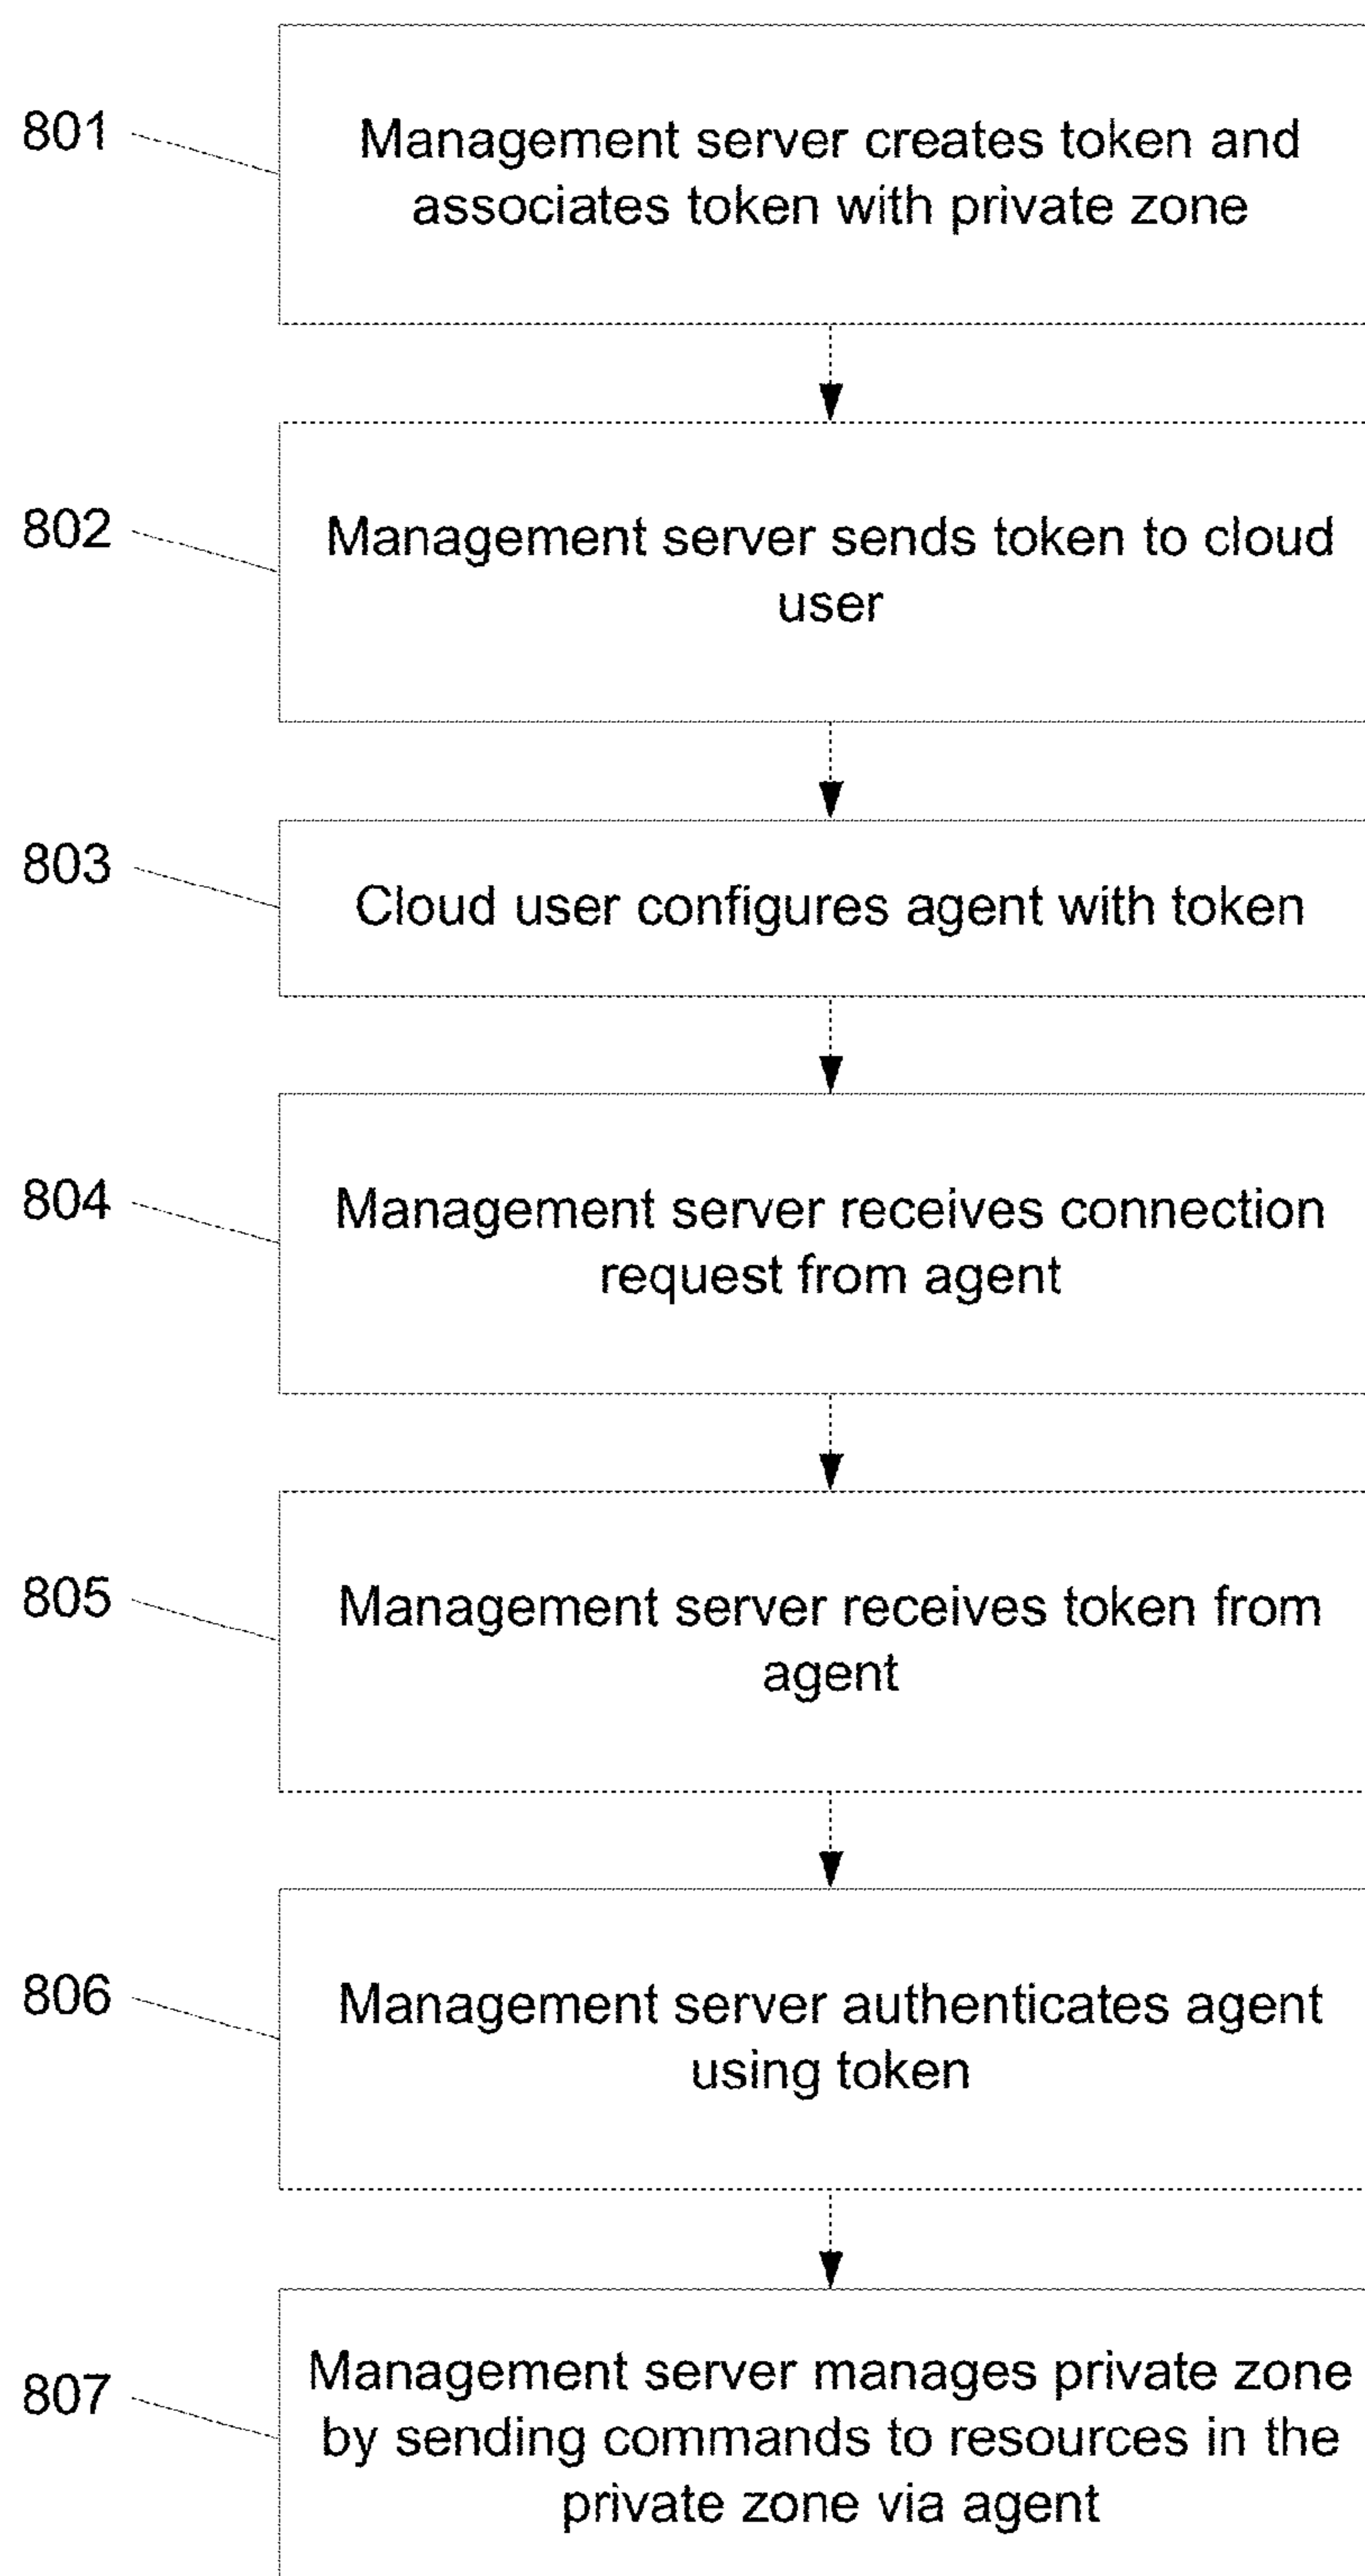 801
Management server creates token and
associates token with private zone
802
Management server sends token to cloud
user
803
Cloud user configures agent with token
804
Management server receives connection
request from agent
805
Management server receives token from
agent
806
Management server authenticates agent
using token
807
Management server manages private zone
by sending commands to resources in the
private zone via agent